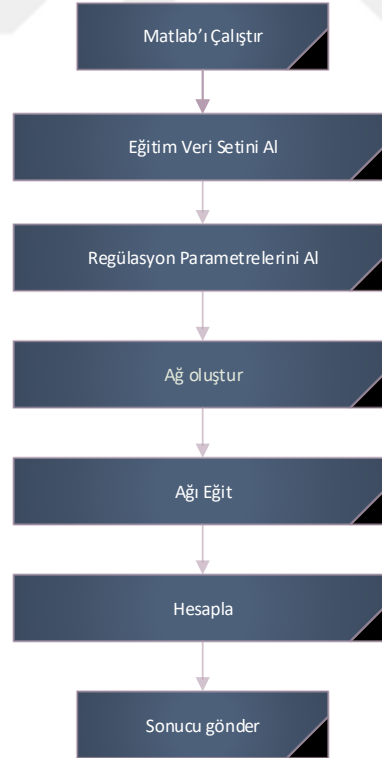 Matlab’ı Çalıştır
Eğitim Veri Setini Al
Regülasyon Parametrelerini Al
Ağ oluştur
Ağı Eğit
Hesapla
Sonucu gönder